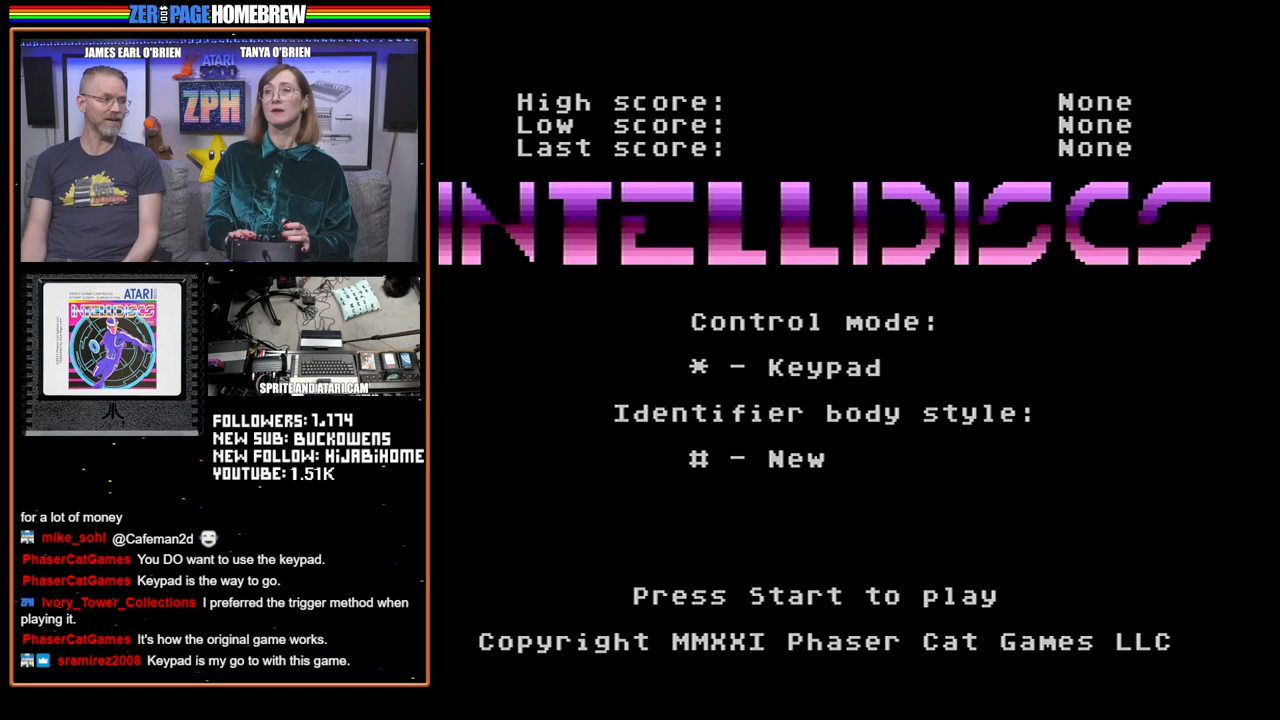 ZEROPAGE HOMEBREW
JAMES EARL O'BRIEN
TANYA O'BRIEN
ATARI
ZPH
ATARI
INTELLIDISCS
SPRITE AND ATARI CAM
FOLLOWERS: 1,174
NEW SUB: BUCKOWENS
NEW FOLLOW: HIJABIHOME
YOUTUBE: 1.51K
for a lot of money
mike_sohl @Cafeman2d
PhaserCatGames You DO want to use the keypad.
PhaserCatGames Keypad is the way to go.
ZPH Ivory_Tower_Collections I preferred the trigger method when
playing it.
PhaserCatGames It's how the original game works.
sramirez2008 Keypad is my go to with this game.
High score: None
Low score: None
Last score: None
INTELLIDISCS
Control mode:
* - Keypad
Identifier body style:
# - New
Press Start to play
Copyright MMXXI Phaser Cat Games LLC